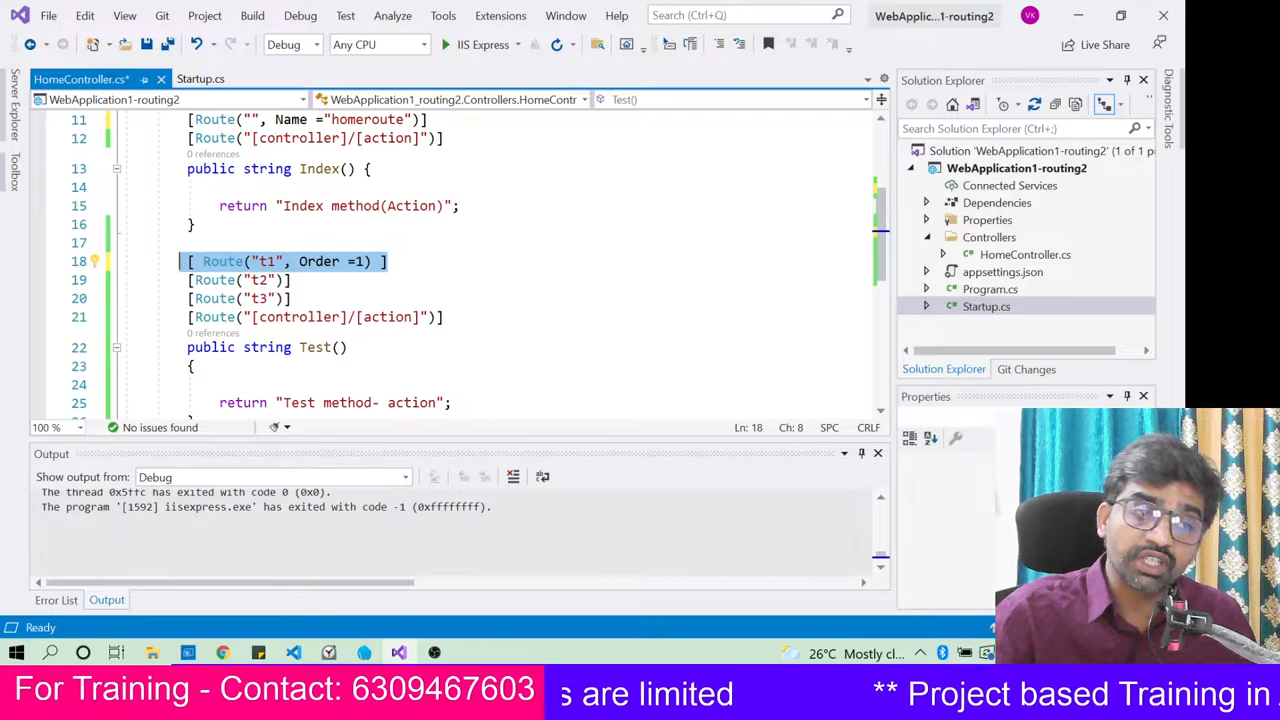 File Edit View Git Project Build Debug Test Analyze Tools Extensions Window Help Search (Ctrl+Q) WebApplic...1-routing2 VK
Debug Any CPU IIS Express Live Share
Server Explorer
Toolbox
HomeController.cs* Startup.cs
WebApplication1-routing2 WebApplication1_routing2.Controllers.HomeContr Test()
11 [Route("", Name ="homeroute")]
12 [Route("[controller]/[action]")]
0 references
13 public string Index() {
14
15 return "Index method(Action)";
16 }
17
18 [ Route("t1", Order =1) ]
19 [Route("t2")]
20 [Route("t3")]
21 [Route("[controller]/[action]")]
0 references
22 public string Test()
23 {
24
25 return "Test method- action";
100 % No issues found Ln: 18 Ch: 8 SPC CRLF
Output
Show output from: Debug
The thread 0x5ffc has exited with code 0 (0x0).
The program '[1592] iisexpress.exe' has exited with code -1 (0xffffffff).
Error List Output
Ready
Solution Explorer
Search Solution Explorer (Ctrl+;)
Solution 'WebApplication1-routing2' (1 of 1 p
WebApplication1-routing2
Connected Services
Dependencies
Properties
Controllers
HomeController.cs
appsettings.json
Program.cs
Startup.cs
Solution Explorer Git Changes
Properties
Diagnostic Tools
26°C Mostly cl...
For Training - Contact: 6309467603 s are limited ** Project based Training in